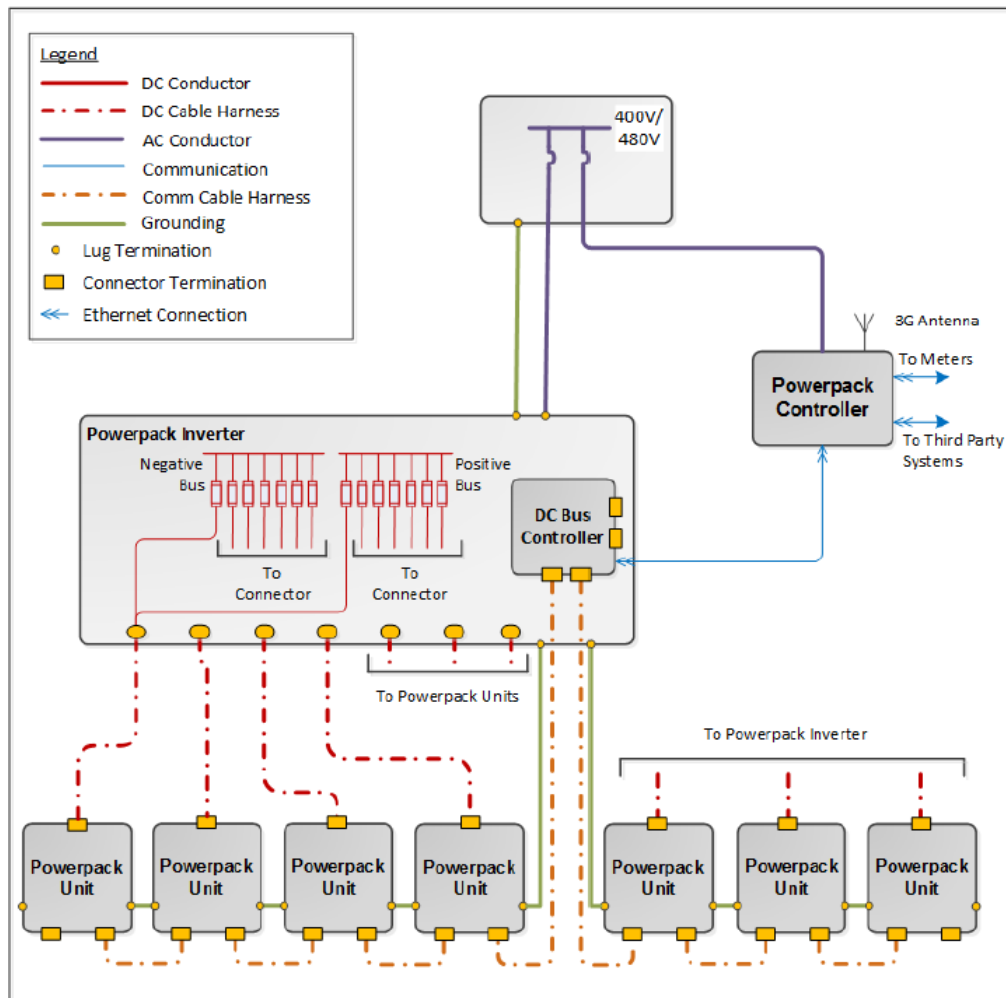 Legend
DC Conductor
DC Cable Harness
AC Conductor
Communication
Comm Cable Harness
Grounding
Lug Termination
Connector Termination
Ethernet Connection
400V/
480V
3G Antenna
To Meters
Powerpack
Controller
To Third Party
Systems
Powerpack Inverter
Negative
Bus
Positive
Bus
DC Bus
Controller
To
Connector
To
Connector
To Powerpack Units
To Powerpack Inverter
Powerpack
Unit
Powerpack
Unit
Powerpack
Unit
Powerpack
Unit
Powerpack
Unit
Powerpack
Unit
Powerpack
Unit